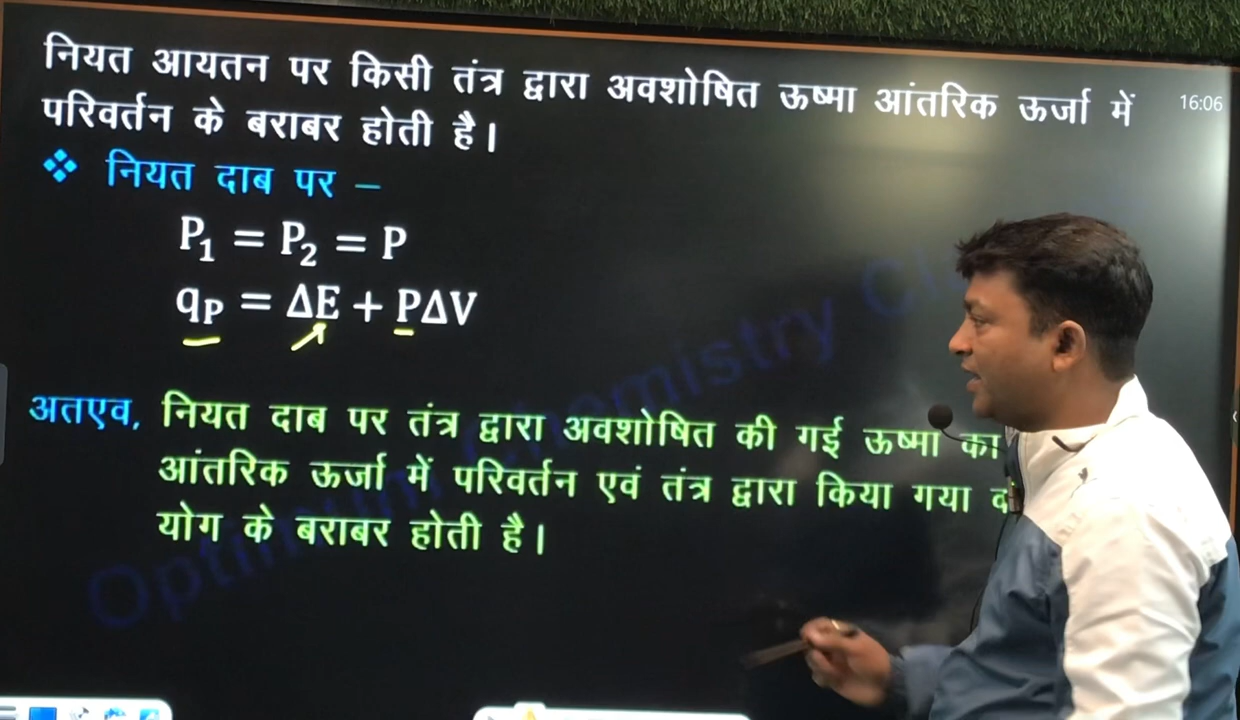 नियत आयतन पर किसी तंत्र द्वारा अवशोषित ऊष्मा आंतरिक ऊर्जा में
16:06
परिवर्तन के बराबर होती है।
❖ नियत दाब पर –
P₁ = P₂ = P
q_P = ΔE + PΔV
अतएव, नियत दाब पर तंत्र द्वारा अवशोषित की गई ऊष्मा का
आंतरिक ऊर्जा में परिवर्तन एवं तंत्र द्वारा किया गया
योग के बराबर होती है।